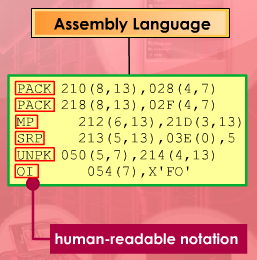 Assembly Language
PACK 210(8,13),028(4,7)
PACK 218(8,13),02F(4,7)
MP 212(6,13),21D(3,13)
SRP 213(5,13),03E(0),5
UNPK 050(5,7),214(4,13)
OI 054(7),X'FO'
human-readable notation